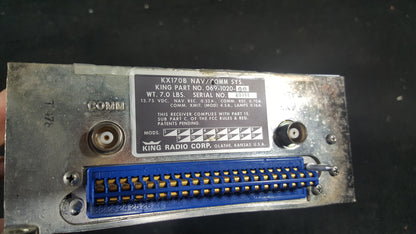 KX170B NAV/COMM SYS.
KING PART NO. 069-1020-00
WT. 7.0 LBS. SERIAL NO.
13.75 VDC, NAV. REC. 0.32A, COMM. REC. 0.70A
COMM. XMIT. (MOD) 4.5A, LAMPS 0.16A
THIS RECEIVER COMPLIES WITH PART 15,
SUB PART C, OF THE FCC RULES & REG.
PATENTS PENDING.
MODS
KING RADIO CORP. OLATHE, KANSAS U.S.A.
COMM